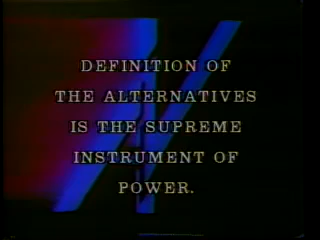 DEFINITION OF
THE ALTERNATIVES
IS THE SUPREME
INSTRUMENT OF
POWER.